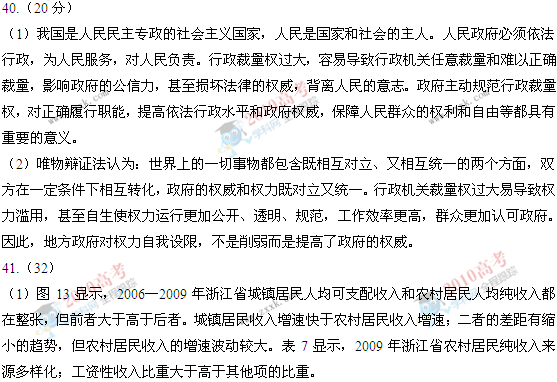 40.（20分）
（1）我国是人民民主专政的社会主义国家，人民是国家和社会的主人。人民政府必须依法
行政，为人民服务，对人民负责。行政裁量权过大，容易导致行政机关任意裁量和难以正确
裁量，影响政府的公信力，甚至损坏法律的权威，背离人民的意志。政府主动规范行政裁量
权，对正确履行职能，提高依法行政水平和政府权威，保障人民群众的权利和自由等都具有
重要的意义。
（2）唯物辩证法认为：世界上的一切事物都包含既相互对立、又相互统一的两个方面，双
方在一定条件下相互转化，政府的权威和权力既对立又统一。行政机关裁量权过大易导致权
力滥用，甚至自生使权力运行更加公开、透明、规范，工作效率更高，群众更加认可政府。
因此，地方政府对权力自我设限，不是削弱而是提高了政府的权威。
41.（32）
（1）图 13 显示，2006—2009 年浙江省城镇居民人均可支配收入和农村居民人均纯收入都
在整张，但前者大于高于后者。城镇居民收入增速快于农村居民收入增速；二者的差距有缩
小的趋势，但农村居民收入的增速波动较大。表 7 显示，2009 年浙江省农村居民纯收入来
源多样化；工资性收入比重大于高于其他项的比重。
2010高考
2010高考